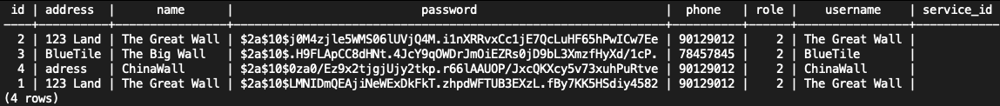 id | address | name | password | phone | role | username | service_id
----+----------+----------------+--------------------------------------------------------------+----------+------+----------------+------------
2 | 123 Land | The Great Wall | $2a$10$j0M4zjle5WMS06lUVjQ4M.i1nXRRvxCc1jE7QcLuHF65hPwICw7Ee | 90129012 | 2 | The Great Wall |
3 | BlueTile | The Big Wall | $2a$10$.H9FLApCC8dHNt.4JcY9qOWDrJmOiEZRs0jD9bL3XmzfHyXd/1cP. | 78457845 | 2 | BlueTile |
4 | adress | ChinaWall | $2a$10$0za0/Ez9x2tjgjUjy2tkp.r66lAAUOP/JxcQKXcy5v73xuhPuRtve | 90129012 | 2 | ChinaWall |
1 | 123 Land | The Great Wall | $2a$10$LMNIDmQEAjiNeWExDkFkT.zhpdWFTUB3EXzL.fBy7KK5HSdiy4582 | 90129012 | 2 | The Great Wall |
(4 rows)